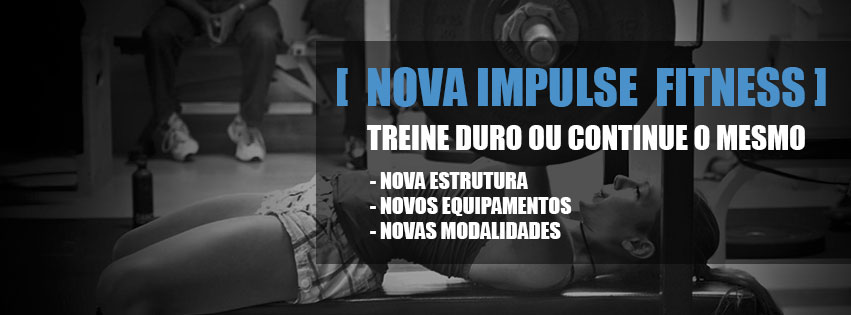 [ NOVA IMPULSE FITNESS ]
TREINE DURO OU CONTINUE O MESMO
- NOVA ESTRUTURA
- NOVOS EQUIPAMENTOS
- NOVAS MODALIDADES